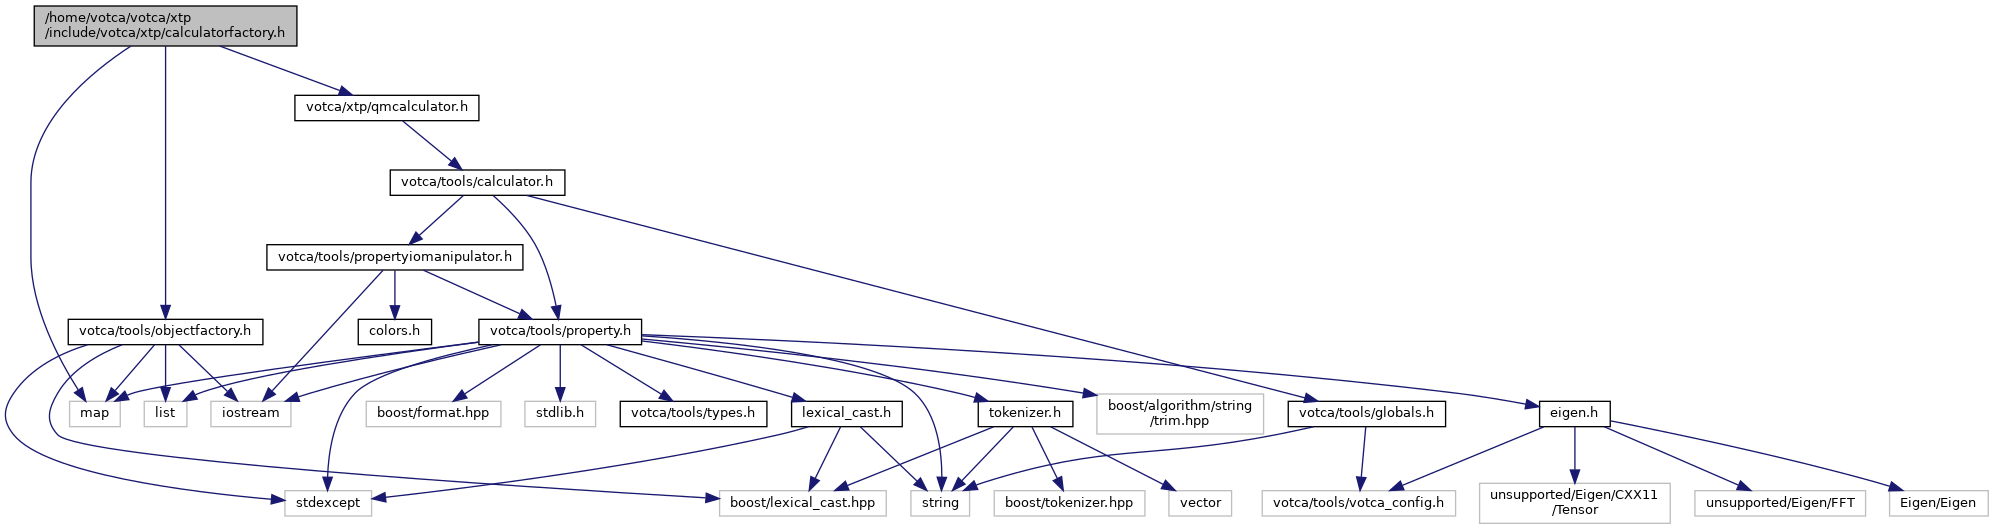 /home/votca/votca/xtp
/include/votca/xtp/calculatorfactory.h
votca/xtp/qmcalculator.h
votca/tools/calculator.h
votca/tools/propertyiomanipulator.h
votca/tools/objectfactory.h
colors.h
votca/tools/property.h
map
list
iostream
boost/format.hpp
stdlib.h
votca/tools/types.h
lexical_cast.h
tokenizer.h
boost/algorithm/string
/trim.hpp
votca/tools/globals.h
eigen.h
stdexcept
boost/lexical_cast.hpp
string
boost/tokenizer.hpp
vector
votca/tools/votca_config.h
unsupported/Eigen/CXX11
/Tensor
unsupported/Eigen/FFT
Eigen/Eigen